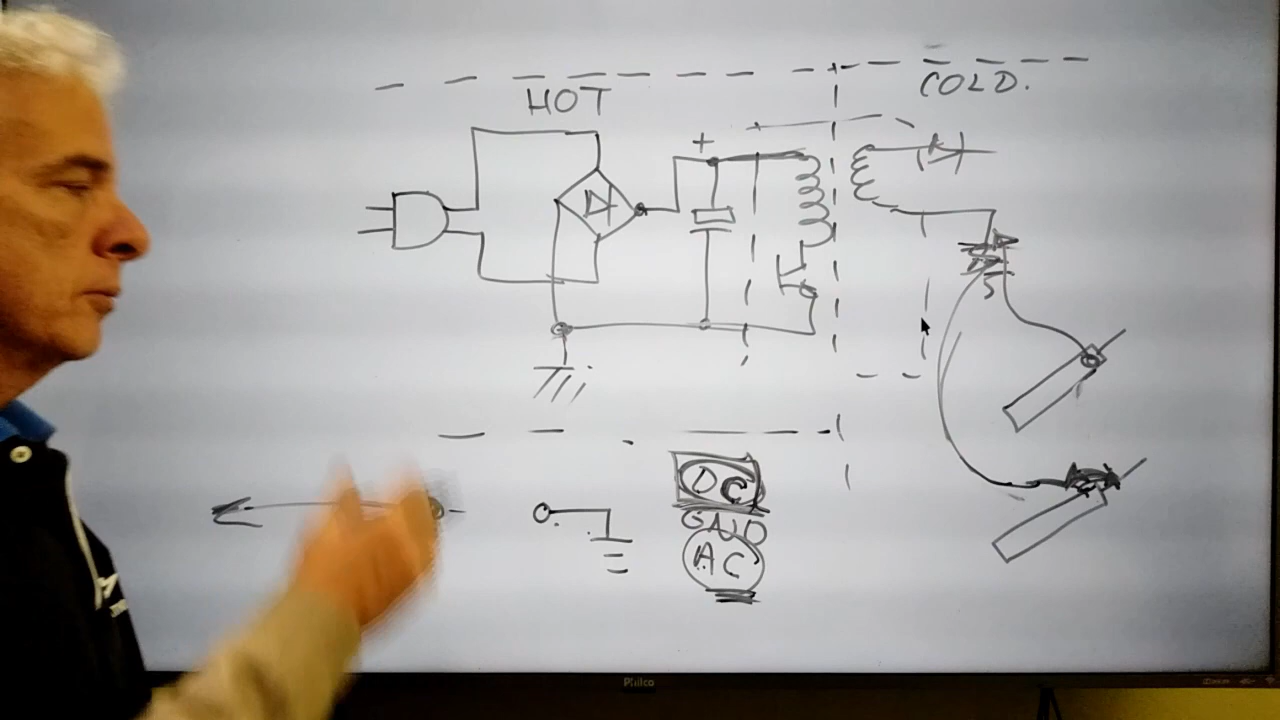 HOT
COLD.
+
S
DC
GND
AC
Philco